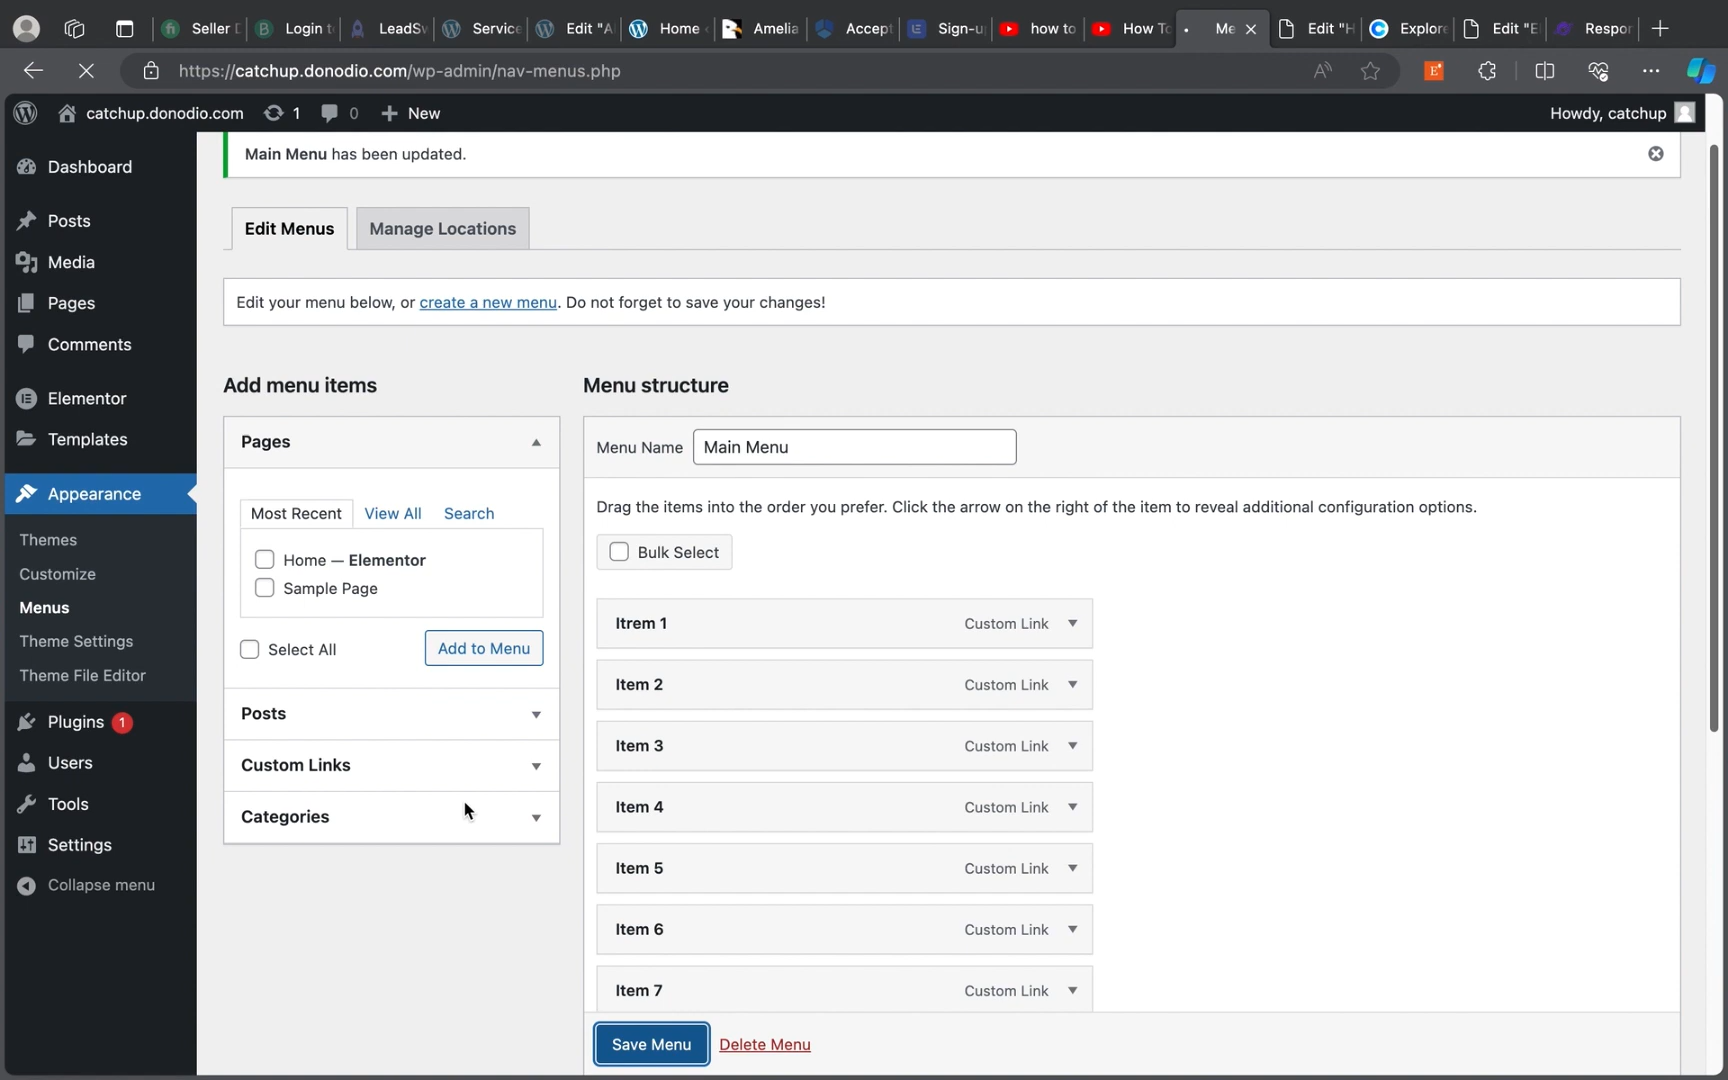 Seller D
Login t
LeadSw
Service
Edit "A
Home
Amelia
Accept
Sign-u
how to
How To
Me
Edit "H
Explore
Edit "E
Respor
https://catchup.donodio.com/wp-admin/nav-menus.php
catchup.donodio.com
1
0
New
Howdy, catchup
Dashboard
Posts
Media
Pages
Comments
Elementor
Templates
Appearance
Themes
Customize
Menus
Theme Settings
Theme File Editor
Plugins 1
Users
Tools
Settings
Collapse menu
Main Menu has been updated.
Edit Menus
Manage Locations
Edit your menu below, or create a new menu. Do not forget to save your changes!
Add menu items
Pages
Most Recent
View All
Search
Home — Elementor
Sample Page
Select All
Add to Menu
Posts
Custom Links
Categories
Menu structure
Menu Name Main Menu
Drag the items into the order you prefer. Click the arrow on the right of the item to reveal additional configuration options.
Bulk Select
Itrem 1 Custom Link
Item 2 Custom Link
Item 3 Custom Link
Item 4 Custom Link
Item 5 Custom Link
Item 6 Custom Link
Item 7 Custom Link
Save Menu
Delete Menu